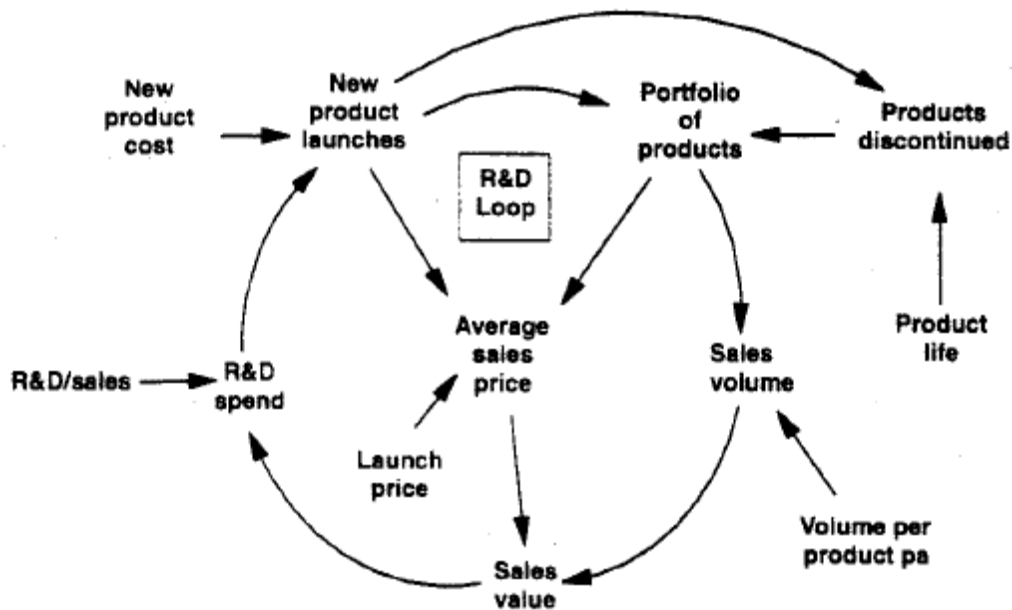 New
product
cost
New
product
launches
Portfolio
of
products
Products
discontinued
R&D
Loop
Average
sales
price
Sales
volume
Product
life
R&D/sales
R&D
spend
Launch
price
Volume per
product pa
Sales
value